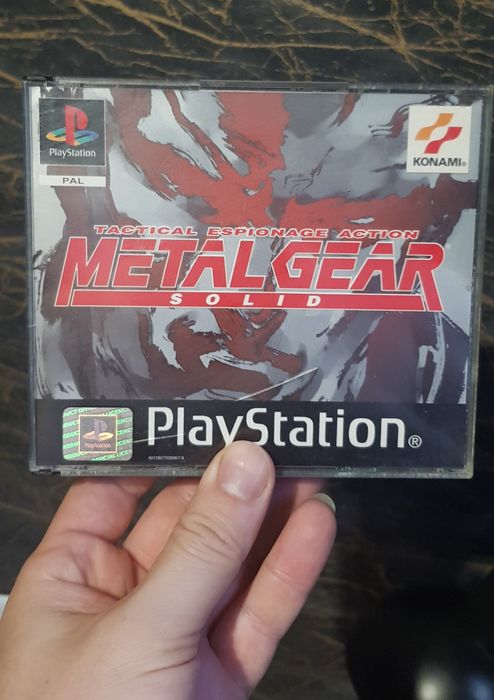 PlayStation
PAL
KONAMI®
TACTICAL ESPIONAGE ACTION
METAL GEAR
SOLID
PlayStation®